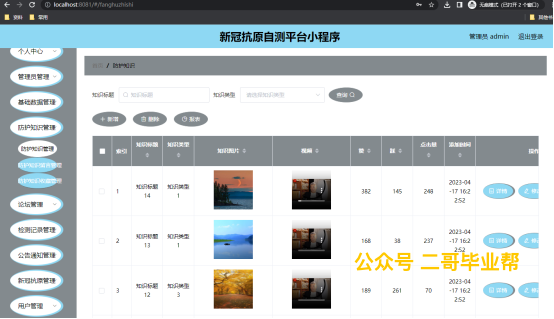 localhost:8081/#/fanghuzhishi
无痕模式（已打开 2 个窗口）
资料 常用
新冠抗原自测平台小程序
管理员 admin 退出登录
个人中心
管理员管理
基础数据管理
防护知识管理
防护知识管理
论坛管理
检测记录管理
公告通知管理
新冠抗原管理
用户管理
防护知识
知识标题 知识标题 知识类型 请选择知识类型 查询
+ 新增 删除 报表
索引 知识标题 知识类型 知识图片 视频 赞 踩 点击量 添加时间 操作
1 知识标题14 知识类型1 382 145 248 2023-04-17 16:22:52 详情
2 知识标题13 知识类型1 168 38 237 2023-04-17 16:22:52 详情
3 知识标题12 知识类型3 189 261 70 2023-04-17 16:22:52 详情
公众号 二哥毕业帮